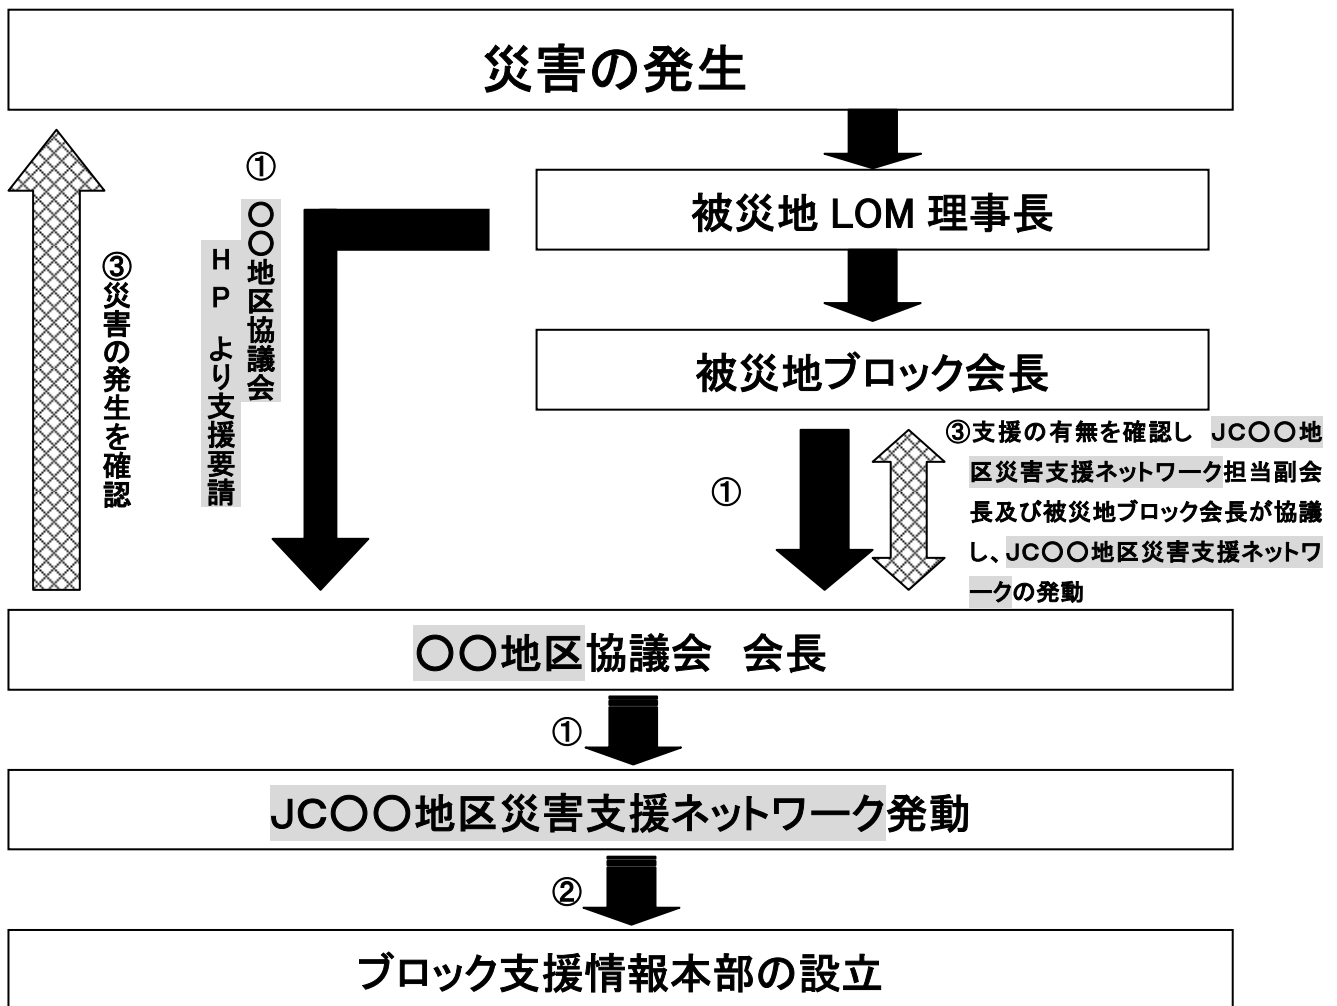 災害の発生
①
〇〇地区協議会
ＨＰ より支援要請
被災地 LOM 理事長
③災害の発生を確認
被災地ブロック会長
①
③支援の有無を確認し　JC〇〇地
区災害支援ネットワーク担当副会
長及び被災地ブロック会長が協議
し、JC〇〇地区災害支援ネットワ
ークの発動
〇〇地区協議会　会長
①
JC〇〇地区災害支援ネットワーク発動
②
ブロック支援情報本部の設立